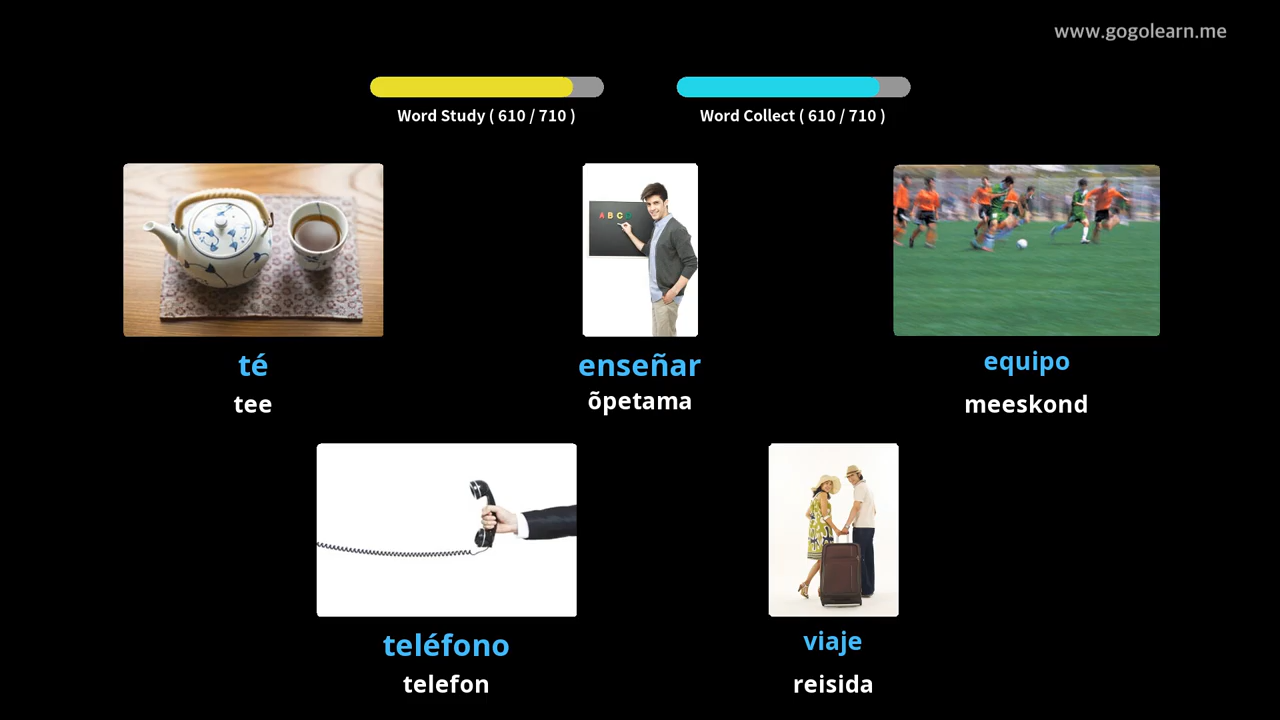 www.gogolearn.me
Word Study ( 610 / 710 )
Word Collect ( 610 / 710 )
A B C D
té
tee
enseñar
õpetama
equipo
meeskond
teléfono
telefon
viaje
reisida